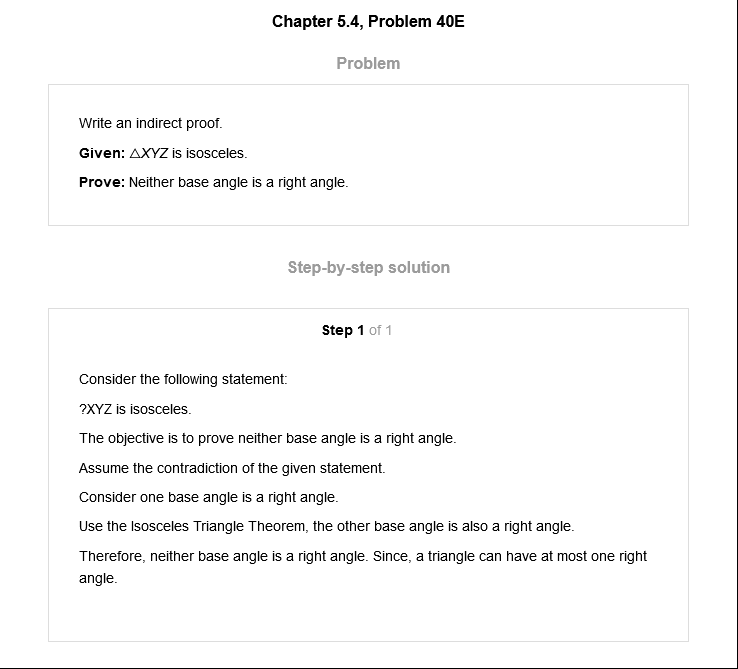 Chapter 5.4, Problem 40E
Problem
Write an indirect proof.
Given: △XYZ is isosceles.
Prove: Neither base angle is a right angle.
Step-by-step solution
Step 1 of 1
Consider the following statement:
?XYZ is isosceles.
The objective is to prove neither base angle is a right angle.
Assume the contradiction of the given statement.
Consider one base angle is a right angle.
Use the Isosceles Triangle Theorem, the other base angle is also a right angle.
Therefore, neither base angle is a right angle. Since, a triangle can have at most one right
angle.